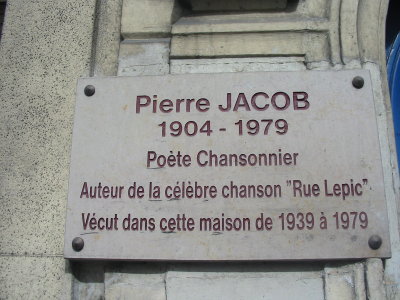 Pierre JACOB
1904 - 1979
Poète Chansonnier
Auteur de la célèbre chanson "Rue Lepic"
Vécut dans cette maison de 1939 à 1979